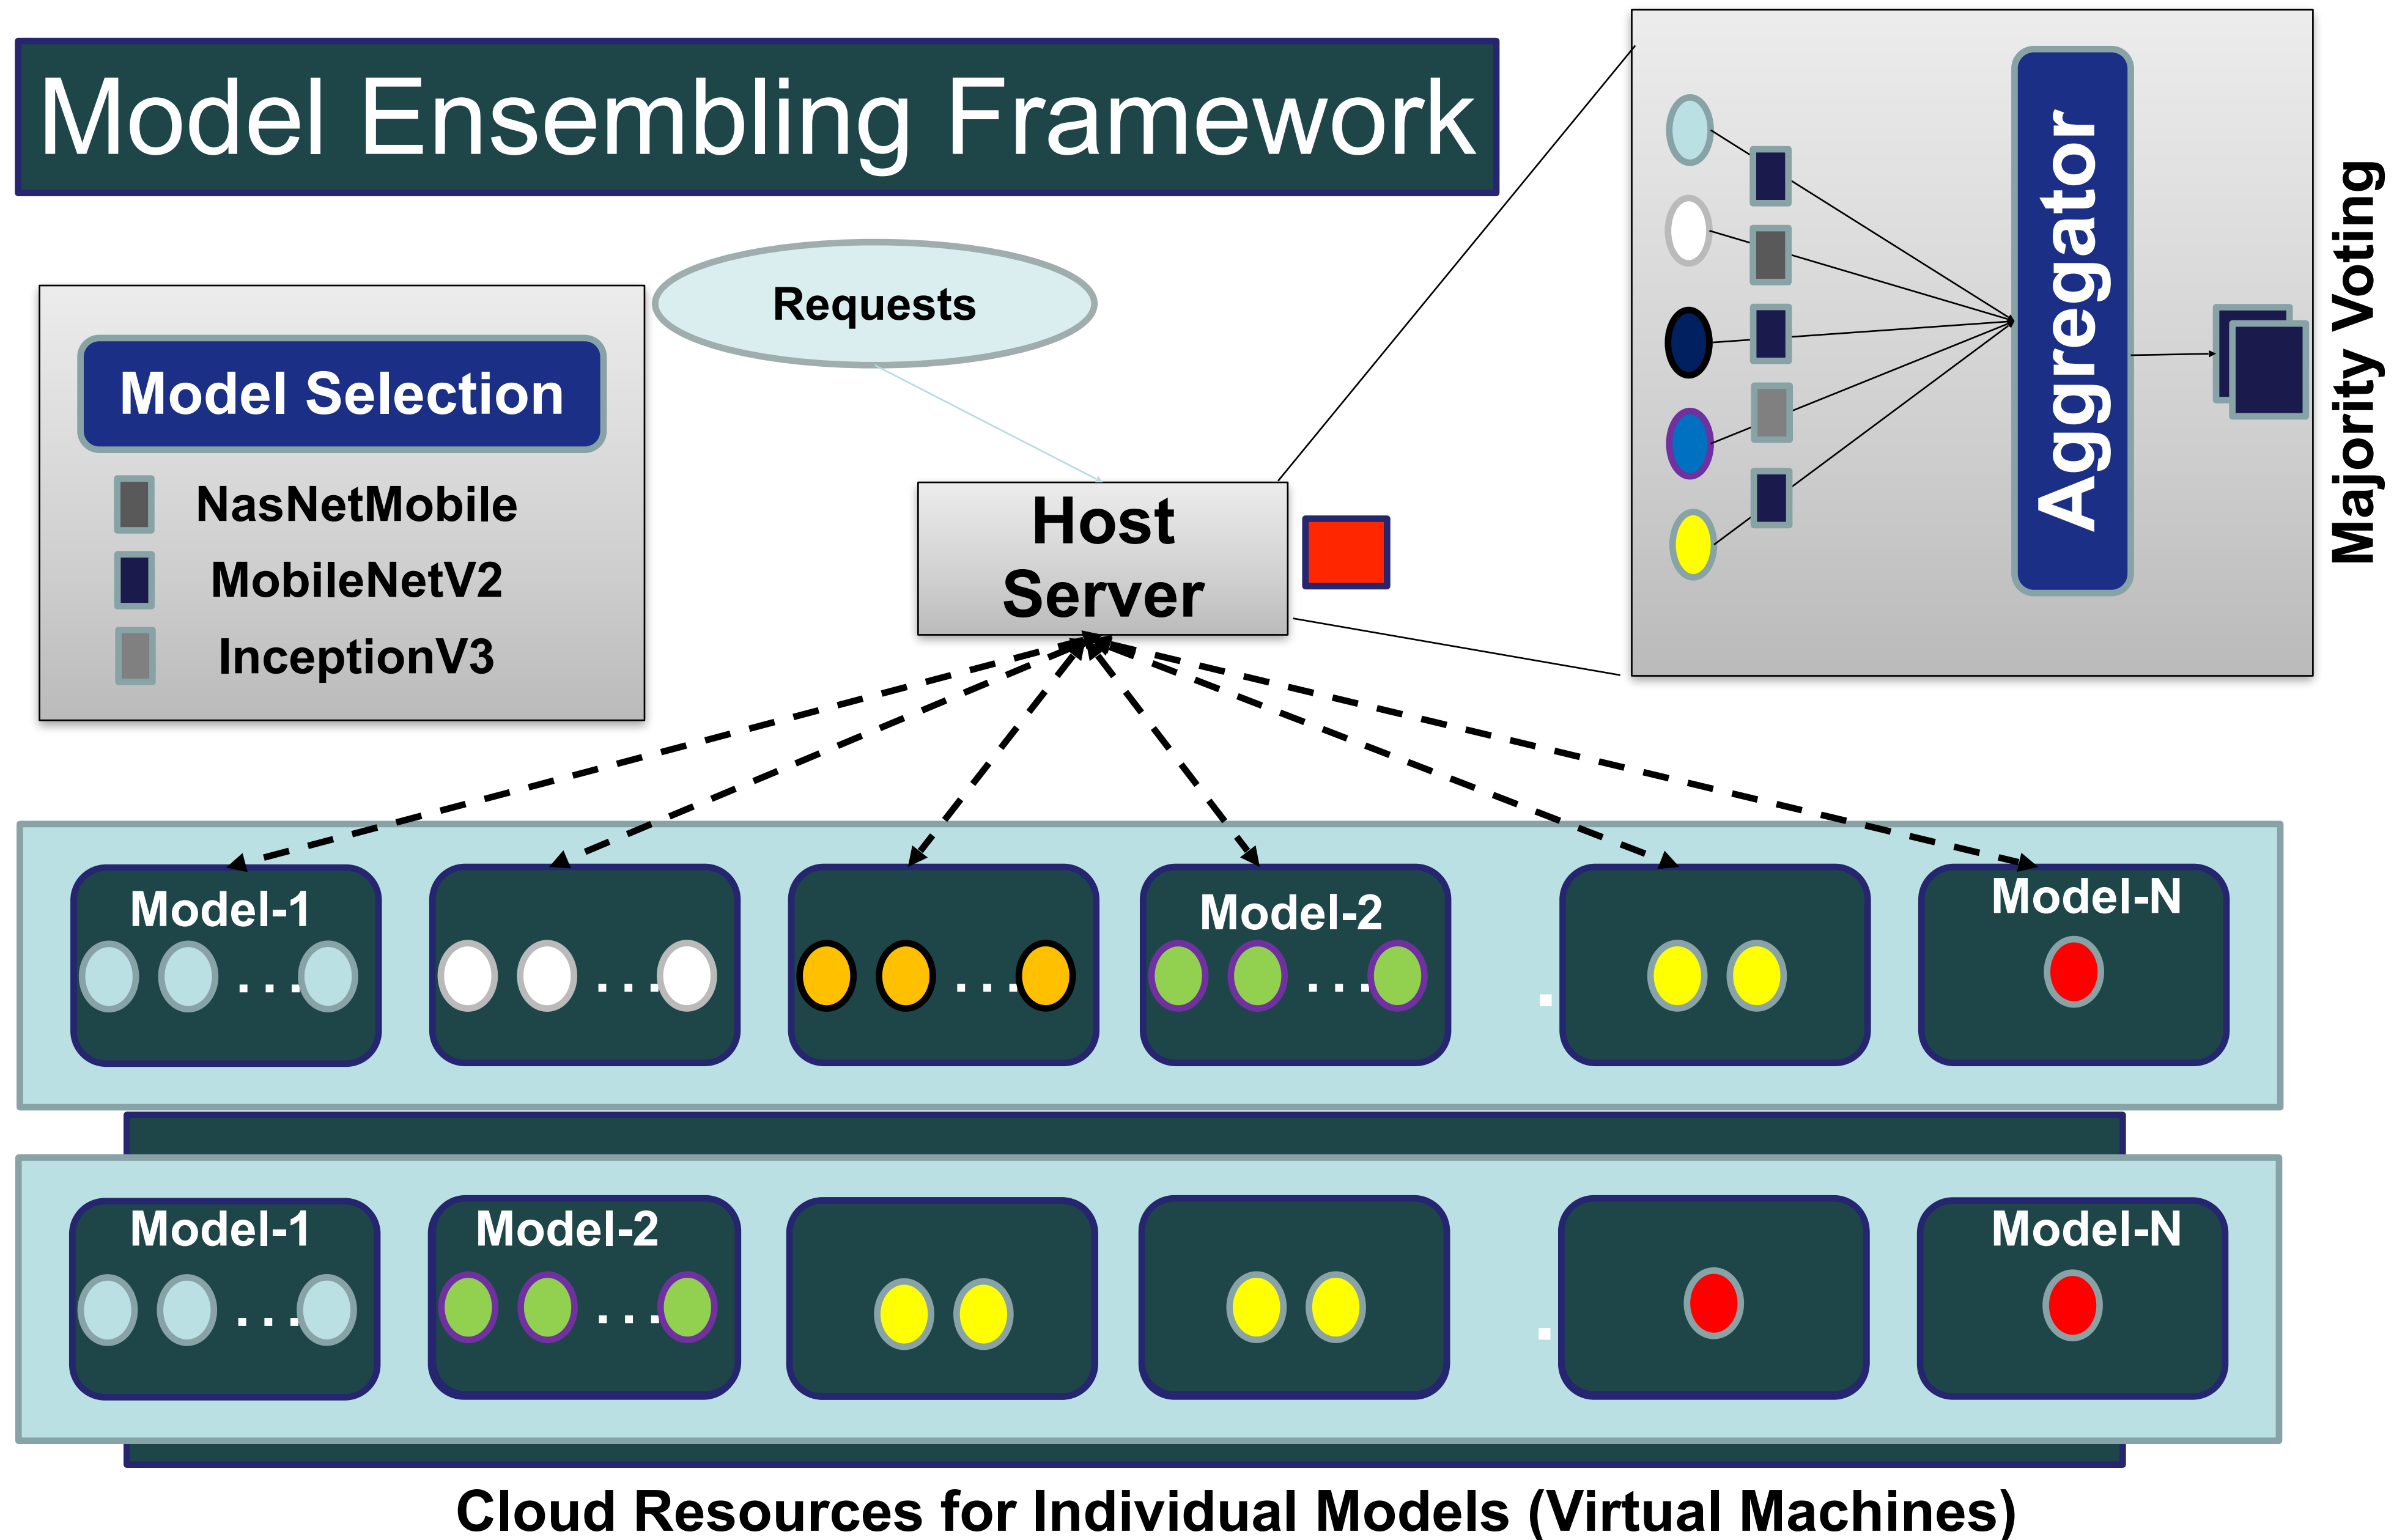 Model Ensembling Framework
Requests
Model Selection
NasNetMobile
MobileNetV2
InceptionV3
Host
Server
Aggregator
Majority Voting
Model-1
...
...
...
Model-2
...
.
Model-N
Model-1
...
Model-2
...
.
Model-N
Cloud Resources for Individual Models (Virtual Machines)